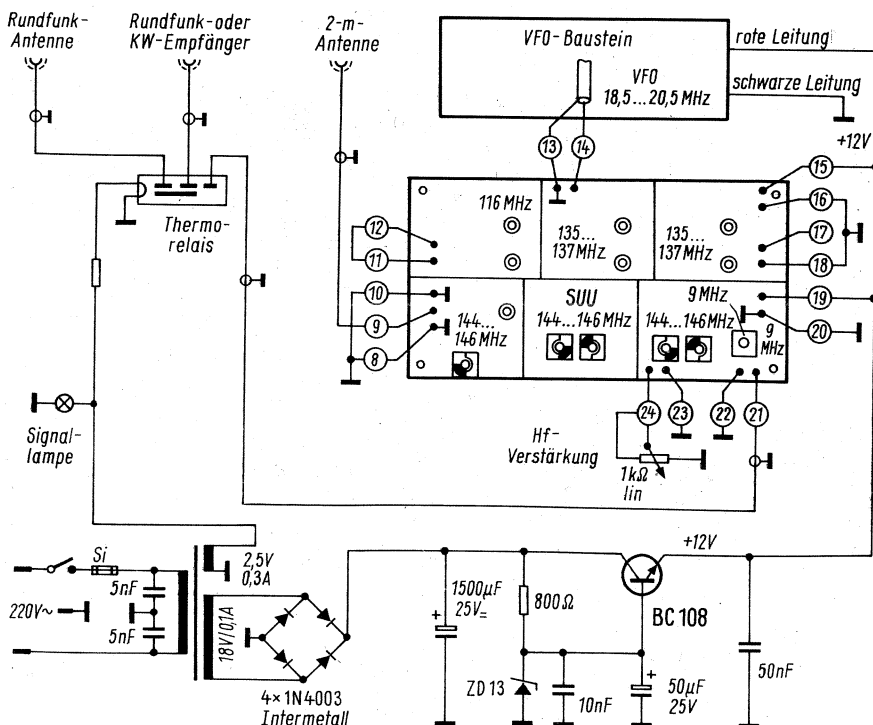 Rundfunk-
Antenne
Rundfunk-oder
KW-Empfänger
2-m-
Antenne
VFO-Baustein
VFO
18,5...20,5 MHz
rote Leitung
schwarze Leitung
+12V
13
14
15
16
17
18
19
20
12
11
10
9
8
116 MHz
135...
137MHz
135...
137MHz
144...
146MHz
SUU
144...146MHz
9 MHz
144...146MHz
9
MHz
24
23
22
21
Thermo-
relais
Signal-
lampe
Hf-
Verstärkung
1kΩ
lin
Si
220V~
5nF
5nF
2,5V
0,3A
18V/0,1A
4×1N4003
Intermetall
+
1500µF
25V=
800Ω
ZD 13
10nF
+
50µF
25V
BC 108
+12V
50nF